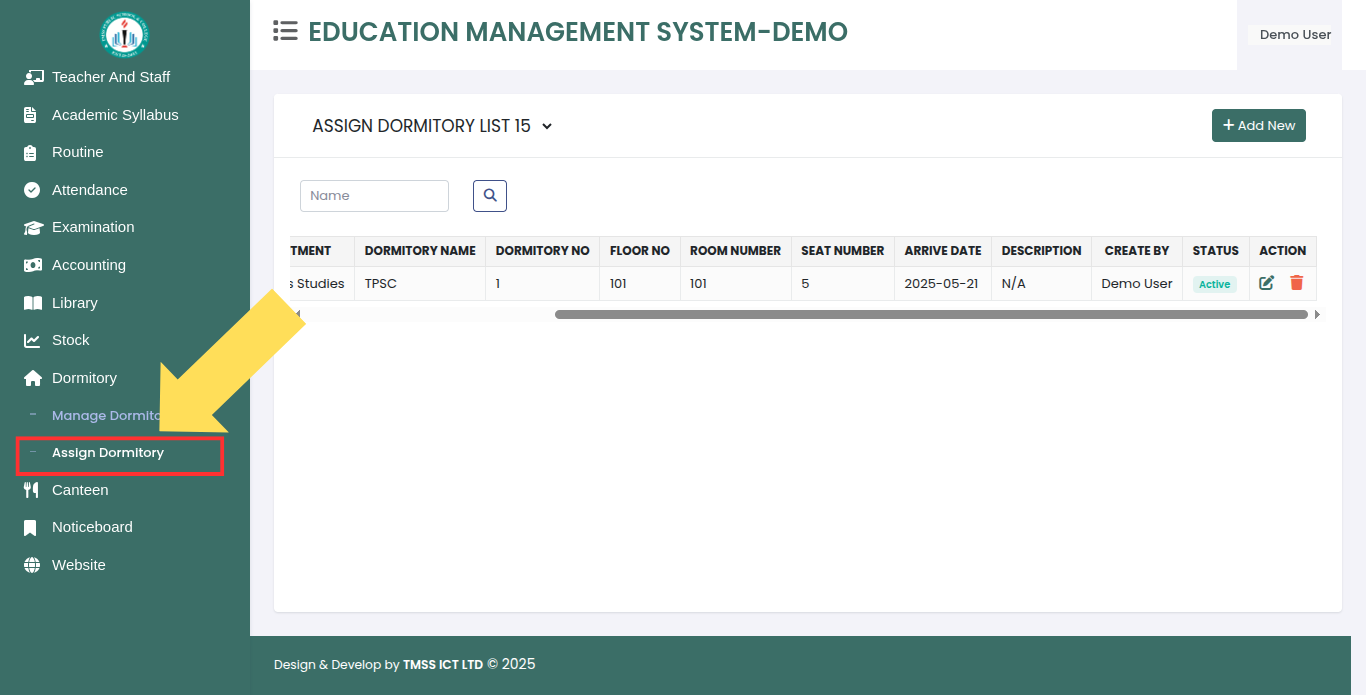 EDUCATION MANAGEMENT SYSTEM-DEMO
Demo User
Teacher And Staff
Academic Syllabus
Routine
Attendance
Examination
Accounting
Library
Stock
Dormitory
Manage Dormito
Assign Dormitory
Canteen
Noticeboard
Website
ASSIGN DORMITORY LIST 15
+ Add New
Name
TMENT DORMITORY NAME DORMITORY NO FLOOR NO ROOM NUMBER SEAT NUMBER ARRIVE DATE DESCRIPTION CREATE BY STATUS ACTION
s Studies TPSC 1 101 101 5 2025-05-21 N/A Demo User Active
Design & Develop by TMSS ICT LTD © 2025